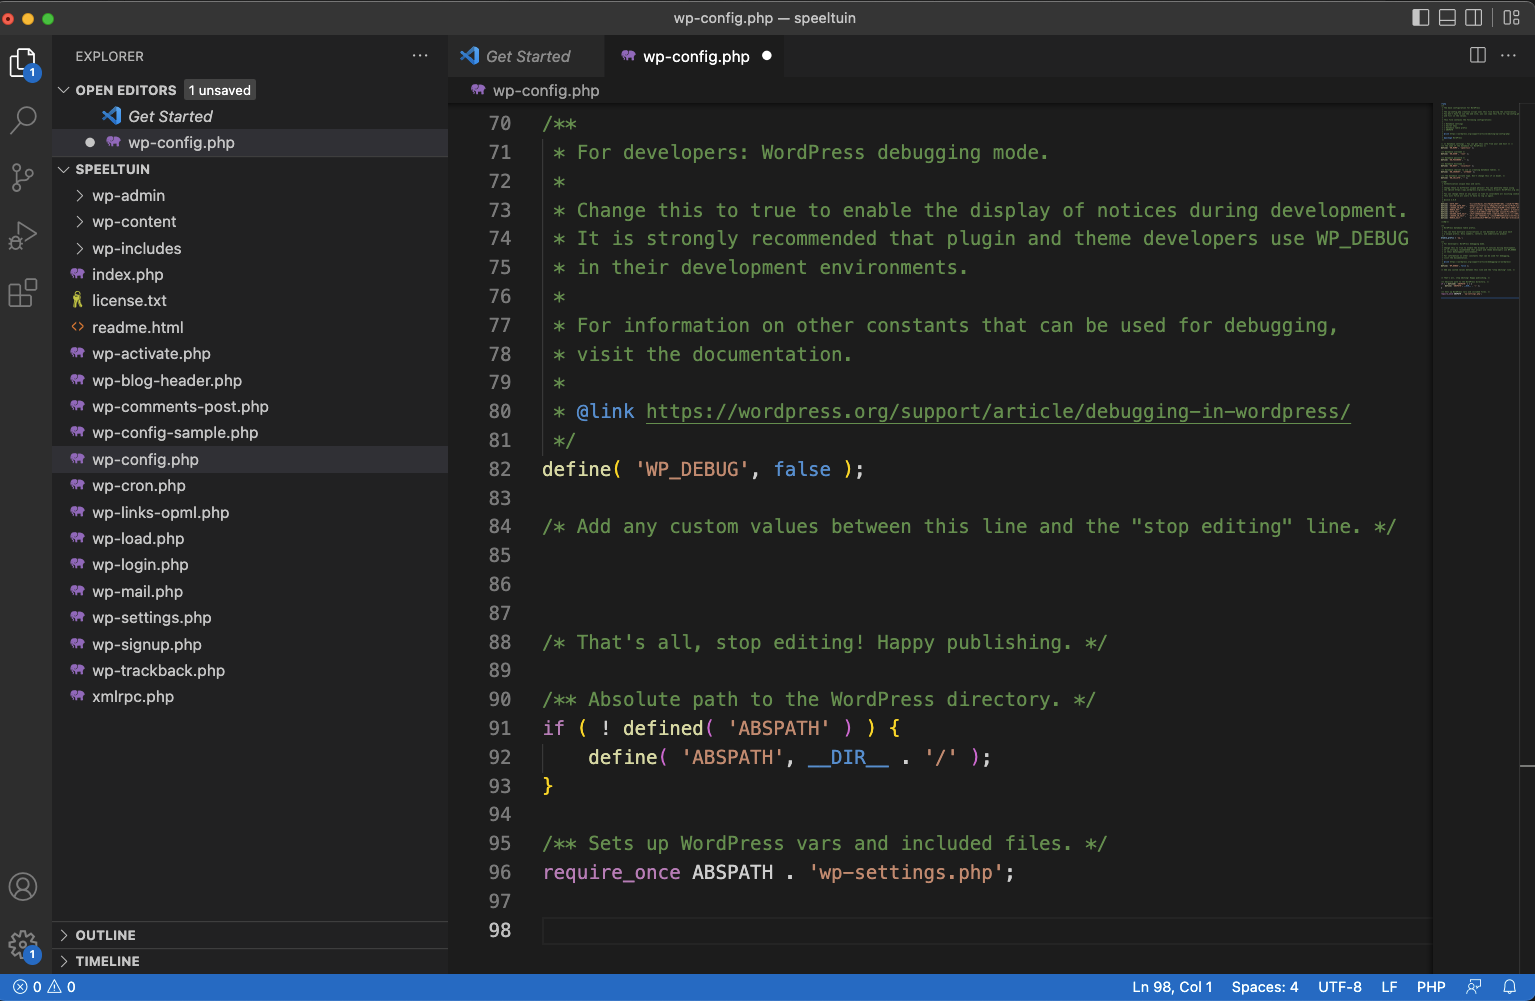 wp-config.php — speeltuin
1
EXPLORER
OPEN EDITORS 1 unsaved
Get Started
wp-config.php
SPEELTUIN
wp-admin
wp-content
wp-includes
index.php
license.txt
readme.html
wp-activate.php
wp-blog-header.php
wp-comments-post.php
wp-config-sample.php
wp-config.php
wp-cron.php
wp-links-opml.php
wp-load.php
wp-login.php
wp-mail.php
wp-settings.php
wp-signup.php
wp-trackback.php
xmlrpc.php
OUTLINE
TIMELINE
1
Get Started
wp-config.php
wp-config.php
70 /**
71 * For developers: WordPress debugging mode.
72 *
73 * Change this to true to enable the display of notices during development.
74 * It is strongly recommended that plugin and theme developers use WP_DEBUG
75 * in their development environments.
76 *
77 * For information on other constants that can be used for debugging,
78 * visit the documentation.
79 *
80 * @link https://wordpress.org/support/article/debugging-in-wordpress/
81 */
82 define( 'WP_DEBUG', false );
83
84 /* Add any custom values between this line and the "stop editing" line. */
85
86
87
88 /* That's all, stop editing! Happy publishing. */
89
90 /** Absolute path to the WordPress directory. */
91 if ( ! defined( 'ABSPATH' ) ) {
92     define( 'ABSPATH', __DIR__ . '/' );
93 }
94
95 /** Sets up WordPress vars and included files. */
96 require_once ABSPATH . 'wp-settings.php';
97
98
0 0
Ln 98, Col 1 Spaces: 4 UTF-8 LF PHP